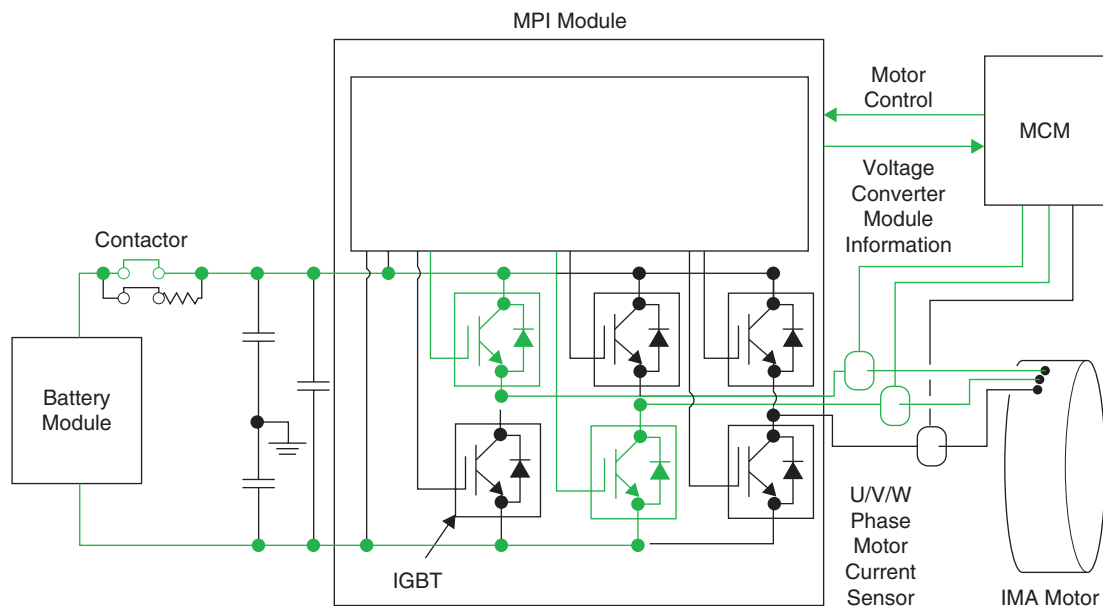 MPI Module
Motor
Control
MCM
Voltage
Converter
Module
Information
Contactor
Battery
Module
IGBT
U/V/W
Phase
Motor
Current
Sensor
IMA Motor